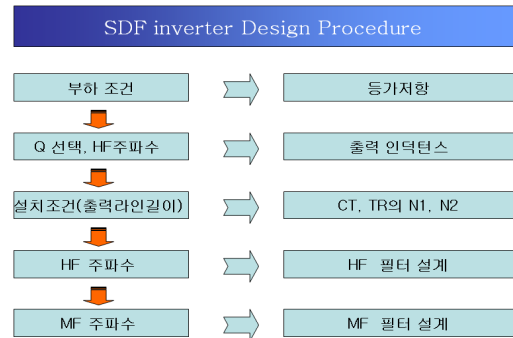 SDF inverter Design Procedure
부하 조건
등가저항
Q 선택, HF주파수
출력 인덕턴스
설치조건(출력라인길이)
CT, TR의 N1, N2
HF 주파수
HF 필터 설계
MF 주파수
MF 필터 설계